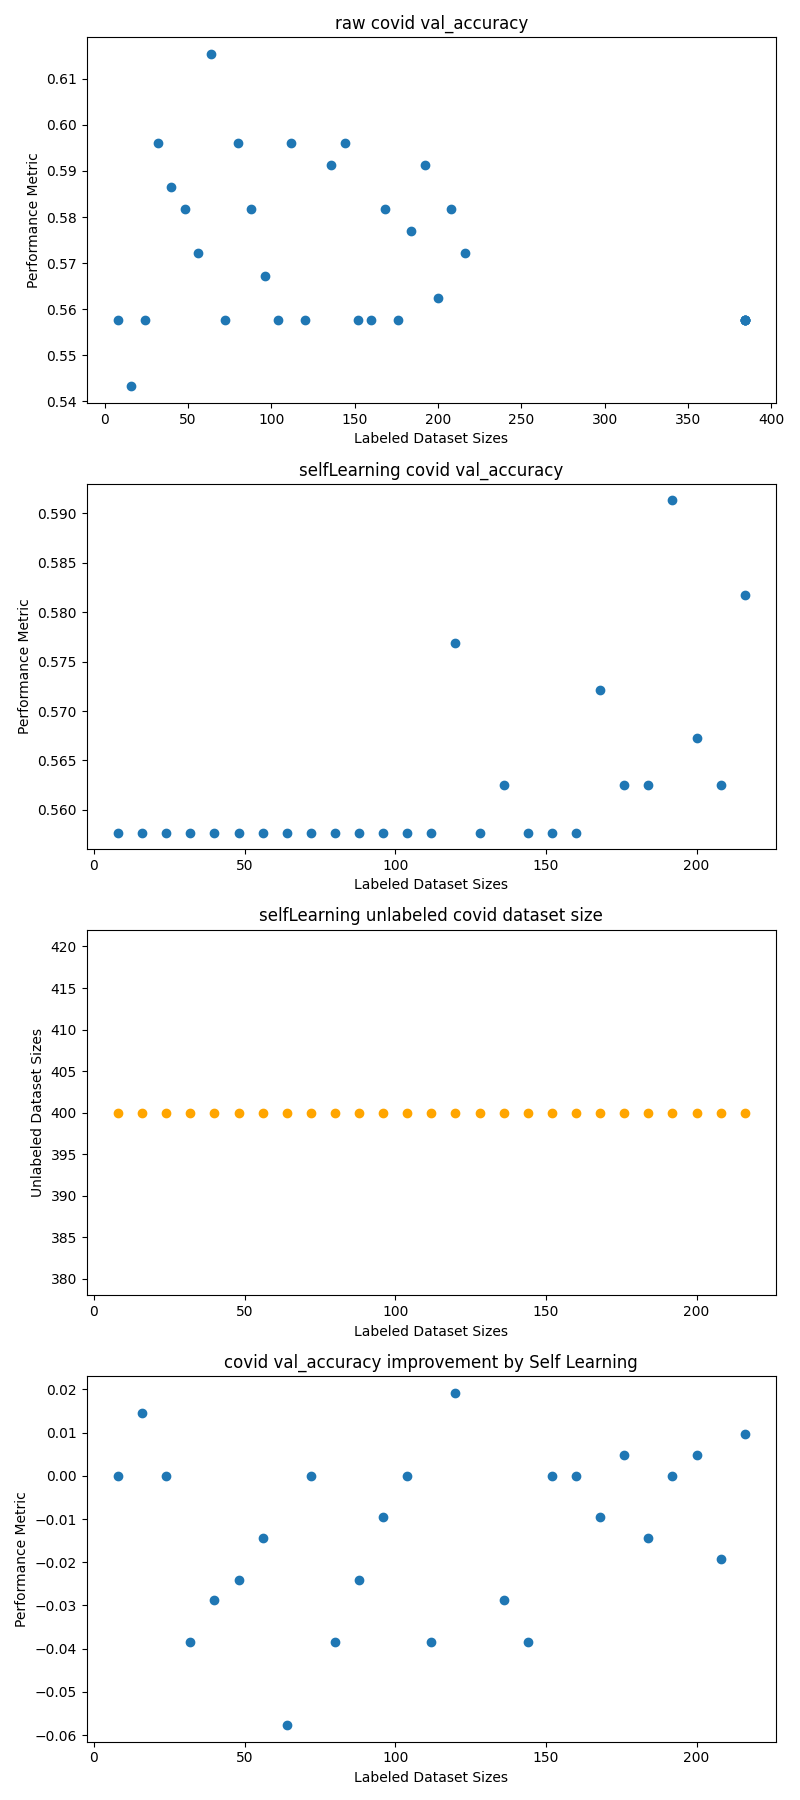 raw covid val_accuracy
0.61
0.60
0.59
0.58
0.57
0.56
0.55
0.54
Performance Metric
0 50 100 150 200 250 300 350 400
Labeled Dataset Sizes
selfLearning covid val_accuracy
0.590
0.585
0.580
0.575
0.570
0.565
0.560
Performance Metric
0 50 100 150 200
Labeled Dataset Sizes
selfLearning unlabeled covid dataset size
420
415
410
405
400
395
390
385
380
Unlabeled Dataset Sizes
0 50 100 150 200
Labeled Dataset Sizes
covid val_accuracy improvement by Self Learning
0.02
0.01
0.00
−0.01
−0.02
−0.03
−0.04
−0.05
−0.06
Performance Metric
0 50 100 150 200
Labeled Dataset Sizes